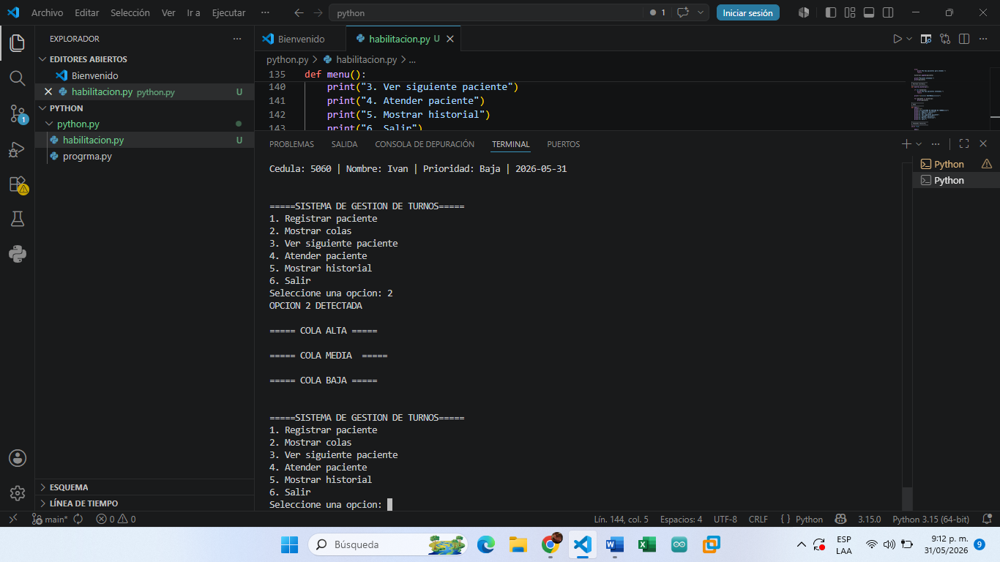 Archivo Editar Selección Ver Ir a Ejecutar ··· python 1 Iniciar sesión
EXPLORADOR ···
EDITORES ABIERTOS
Bienvenido
habilitacion.py python.py U
PYTHON
python.py
habilitacion.py U
progrma.py
ESQUEMA
LÍNEA DE TIEMPO
Bienvenido habilitacion.py U
python.py > habilitacion.py > ...
135 def menu():
140 print("3. Ver siguiente paciente")
141 print("4. Atender paciente")
142 print("5. Mostrar historial")
143 print("6. Salir")
PROBLEMAS SALIDA CONSOLA DE DEPURACIÓN TERMINAL PUERTOS
Python
Python
Cedula: 5060 | Nombre: Ivan | Prioridad: Baja | 2026-05-31
=====SISTEMA DE GESTION DE TURNOS=====
1. Registrar paciente
2. Mostrar colas
3. Ver siguiente paciente
4. Atender paciente
5. Mostrar historial
6. Salir
Seleccione una opcion: 2
OPCION 2 DETECTADA
===== COLA ALTA =====
===== COLA MEDIA  =====
===== COLA BAJA =====
=====SISTEMA DE GESTION DE TURNOS=====
1. Registrar paciente
2. Mostrar colas
3. Ver siguiente paciente
4. Atender paciente
5. Mostrar historial
6. Salir
Seleccione una opcion:
main* 0 0 Lín. 144, col. 5 Espacios: 4 UTF-8 CRLF { } Python 3.15.0 Python 3.15 (64-bit)
Búsqueda
ESP
LAA
9:12 p. m.
31/05/2026
9
1